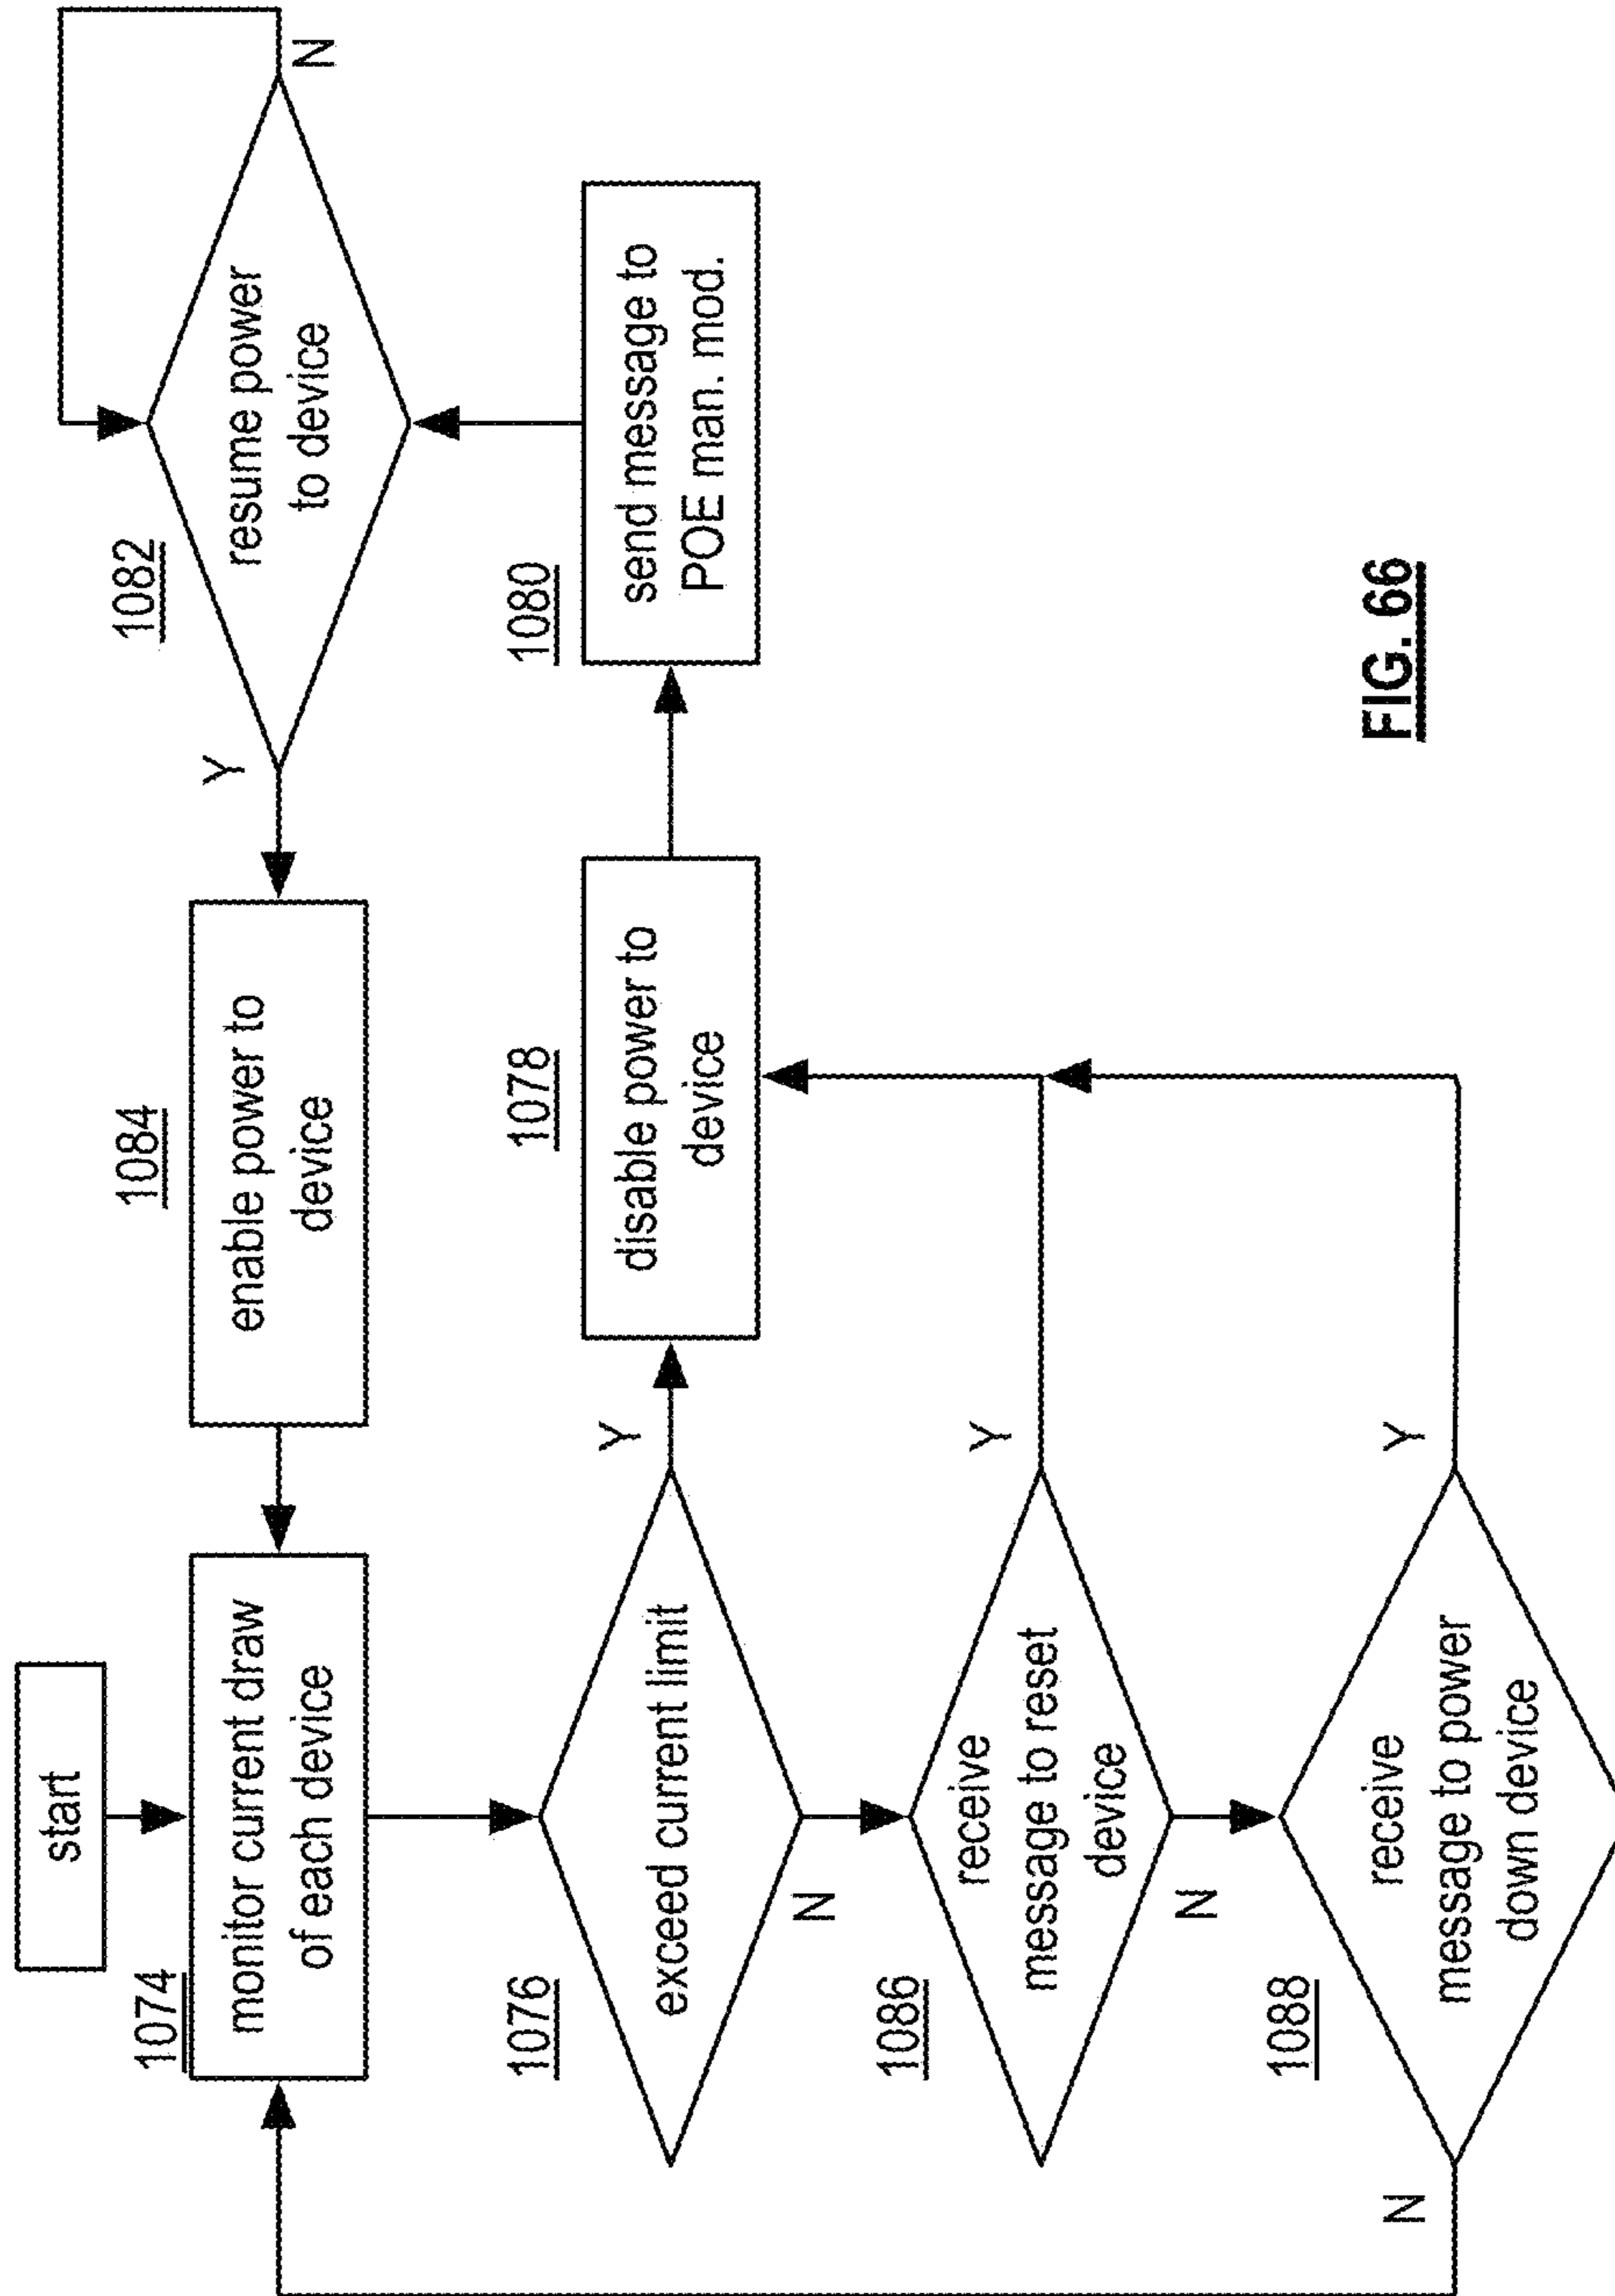 start
1074
monitor current draw
of each device
1084
enable power to
device
Y
1082
resume power
to device
N
1076
exceed current limit
Y
N
1078
disable power to
device
1080
send message to
POE man. mod.
1086
receive
message to reset
device
Y
N
1088
receive
message to power
down device
Y
N
FIG. 66